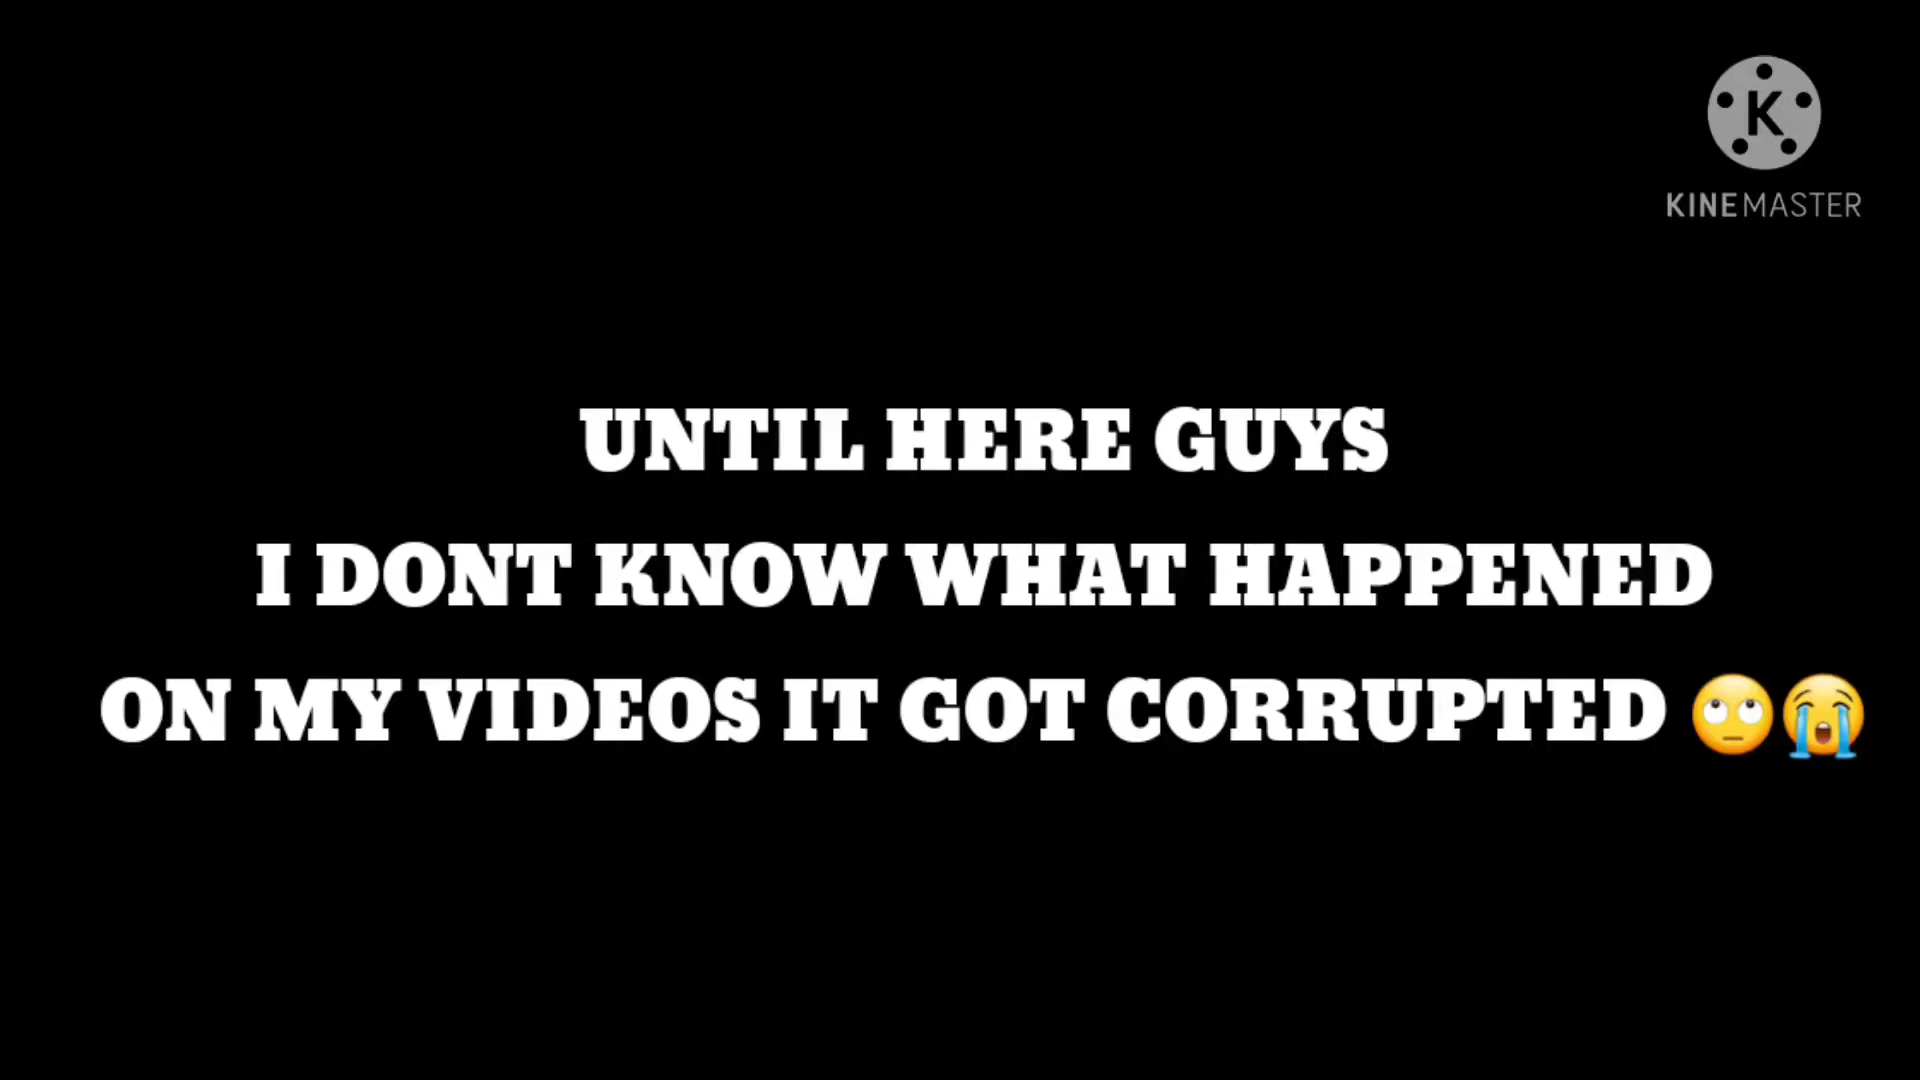 K
KINEMASTER
UNTIL HERE GUYS
I DONT KNOW WHAT HAPPENED
ON MY VIDEOS IT GOT CORRUPTED 🙄😭